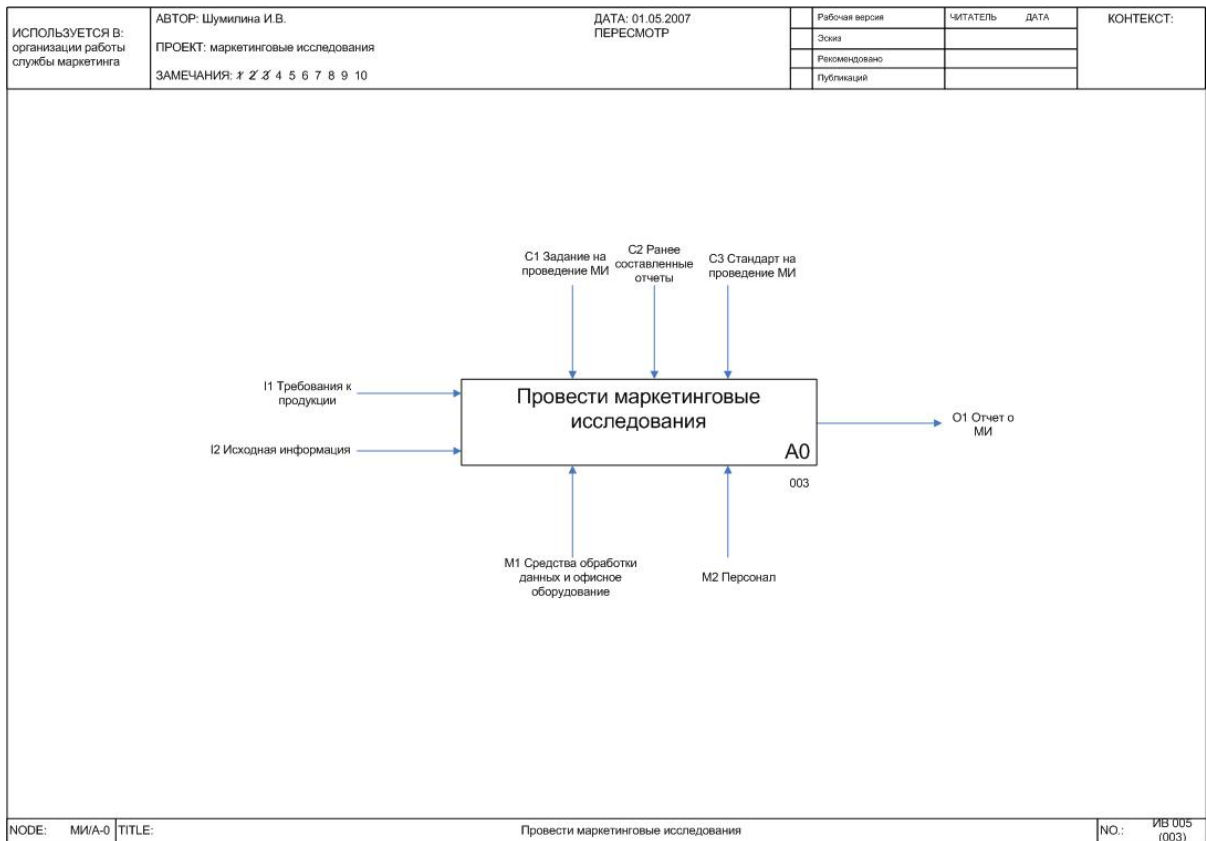 ИСПОЛЬЗУЕТСЯ В:
организации работы
службы маркетинга
АВТОР: Шумилина И.В.
ПРОЕКТ: маркетинговые исследования
ЗАМЕЧАНИЯ: 1 2 3 4 5 6 7 8 9 10
ДАТА: 01.05.2007
ПЕРЕСМОТР
Рабочая версия
Эскиз
Рекомендовано
Публикаций
ЧИТАТЕЛЬ ДАТА
КОНТЕКСТ:
C1 Задание на
проведение МИ
C2 Ранее
составленные
отчеты
C3 Стандарт на
проведение МИ
I1 Требования к
продукции
I2 Исходная информация
Провести маркетинговые
исследования
A0
003
O1 Отчет о
МИ
M1 Средства обработки
данных и офисное
оборудование
M2 Персонал
NODE: МИ/А-0
TITLE: Провести маркетинговые исследования
NO.: ИВ 005
(003)